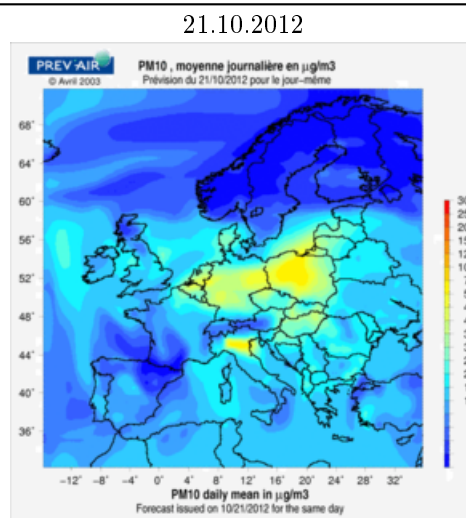 21.10.2012
PREV'AIR
© Avril 2003
PM10 , moyenne journalière en µg/m3
Prévision du 21/10/2012 pour le jour-même
68°
64°
60°
56°
52°
48°
44°
40°
36°
-12° -8° -4° 0° 4° 8° 12° 16° 20° 24° 28° 32°
PM10 daily mean in µg/m3
Forecast issued on 10/21/2012 for the same day